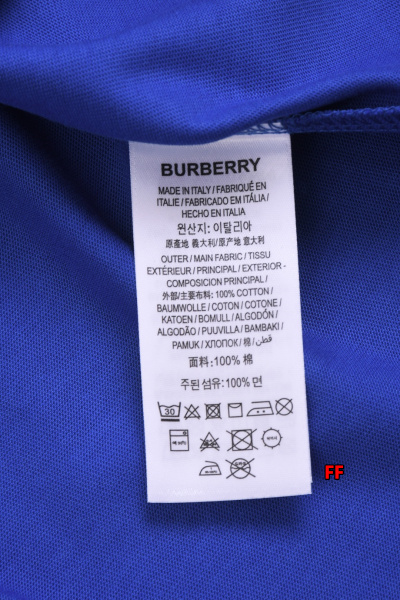 BURBERRY
MADE IN ITALY / FABRIQUÉ EN
ITALIE / FABRICADO EM ITÁLIA /
HECHO EN ITALIA
원산지: 이탈리아
原產地 義大利/原产地 意大利
OUTER / MAIN FABRIC / TISSU
EXTÉRIEUR / PRINCIPAL / EXTERIOR -
COMPOSICION PRINCIPAL /
外部/主要布料: 100% COTTON /
BAUMWOLLE / COTON / COTONE /
KATOEN / BOMULL / ALGODÓN /
ALGODÃO / PUUVILLA / BAMBAKI /
PAMUK / ХЛОПОК / 棉 / قطن
面料:100% 棉
주된 섬유:100% 면
30
FF